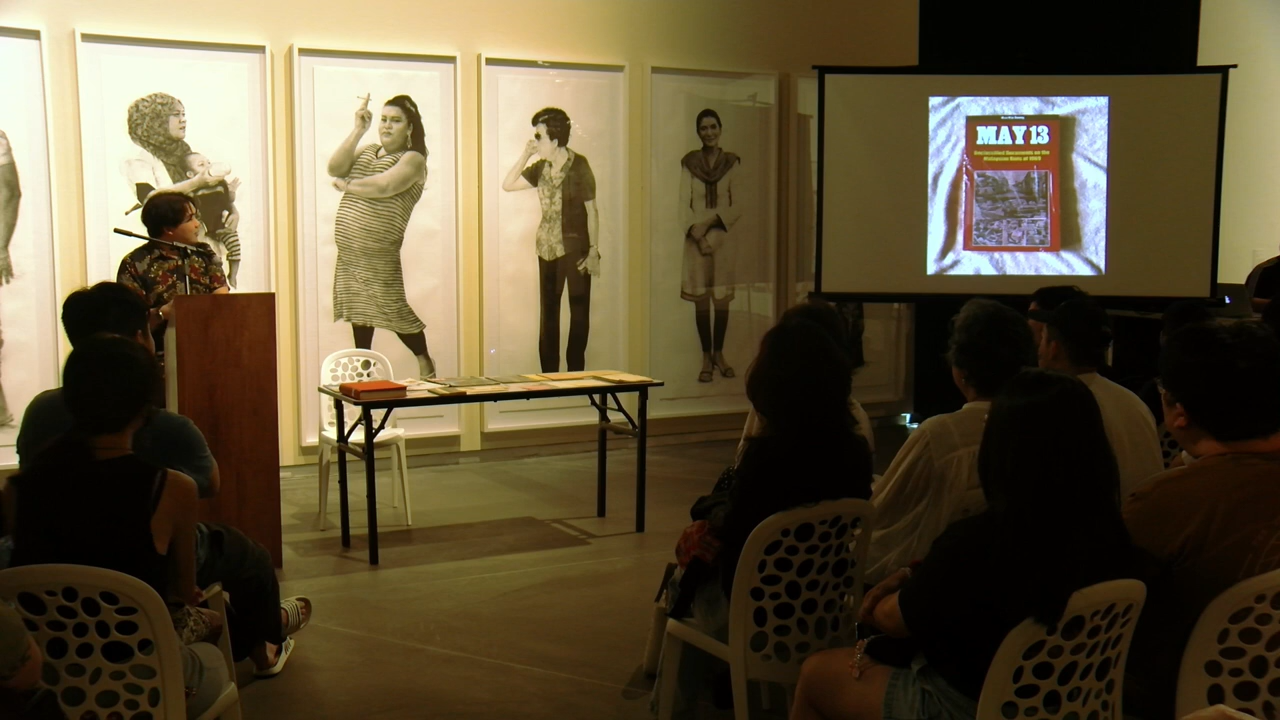 MAY 13
Declassified Documents on the
Malaysian Riots of 1969